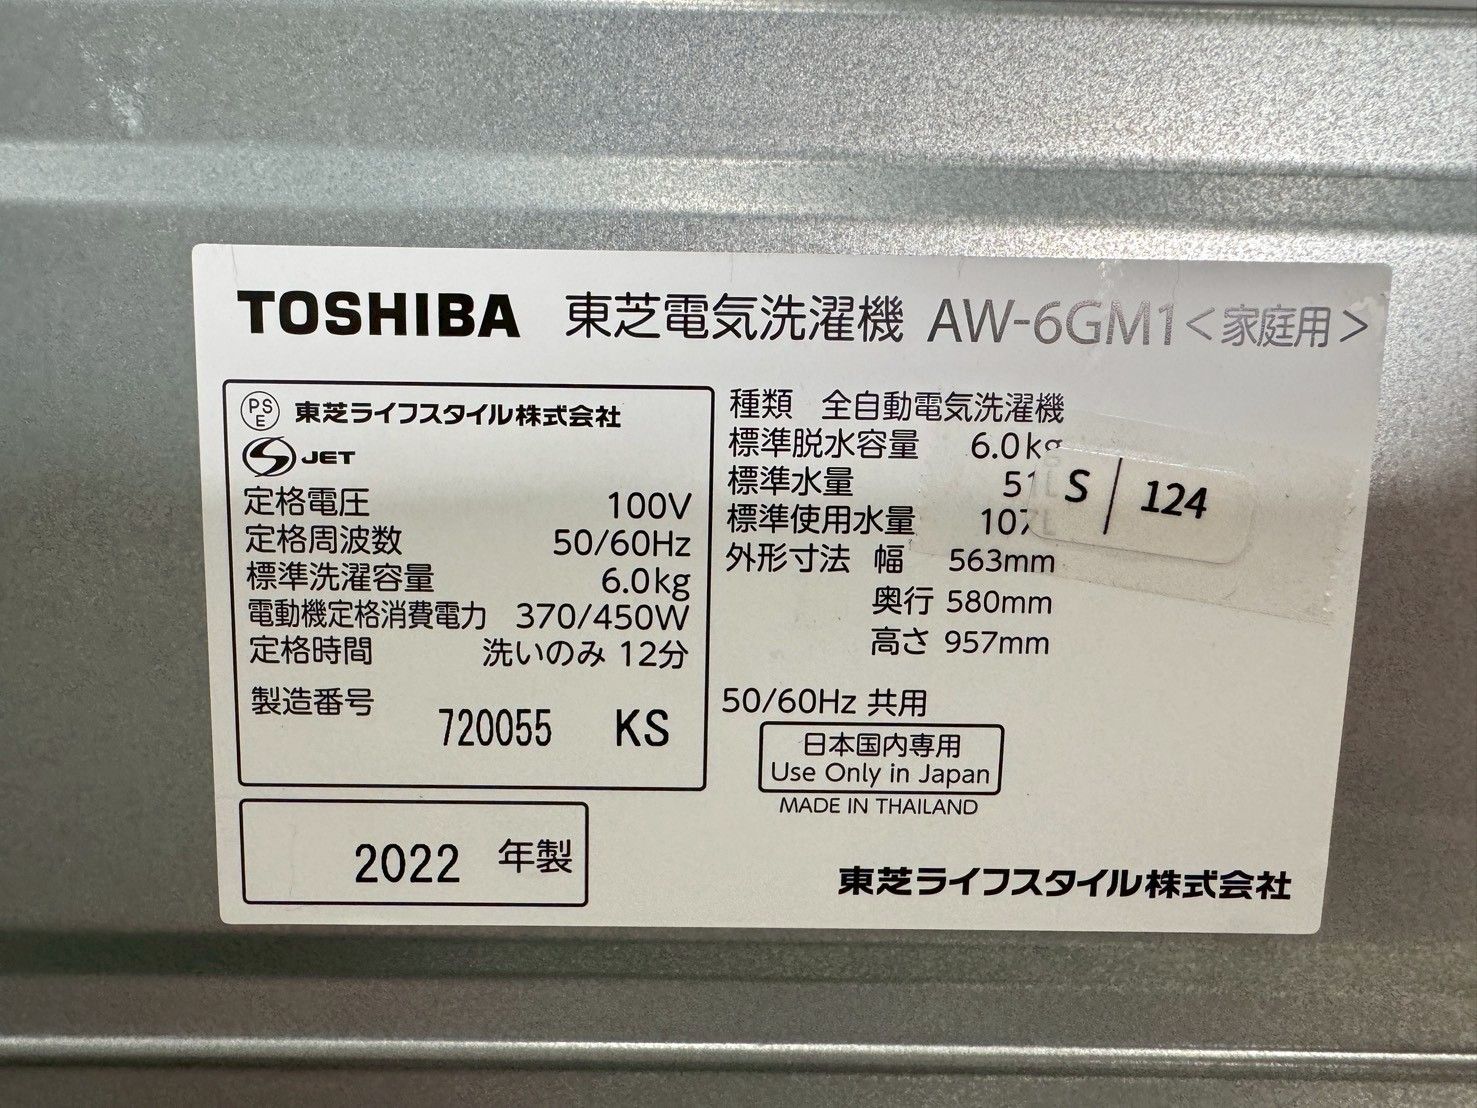 TOSHIBA 東芝電気洗濯機 AW-6GM1<家庭用>
PS
E
東芝ライフスタイル株式会社
S JET
定格電圧 100V
定格周波数 50/60Hz
標準洗濯容量 6.0kg
電動機定格消費電力 370/450W
定格時間 洗いのみ 12分
製造番号 720055 KS
2022 年製
種類 全自動電気洗濯機
標準脱水容量 6.0kg
標準水量 51L
標準使用水量 107L
外形寸法 幅 563mm
奥行 580mm
高さ 957mm
S / 124
50/60Hz 共用
日本国内専用
Use Only in Japan
MADE IN THAILAND
東芝ライフスタイル株式会社